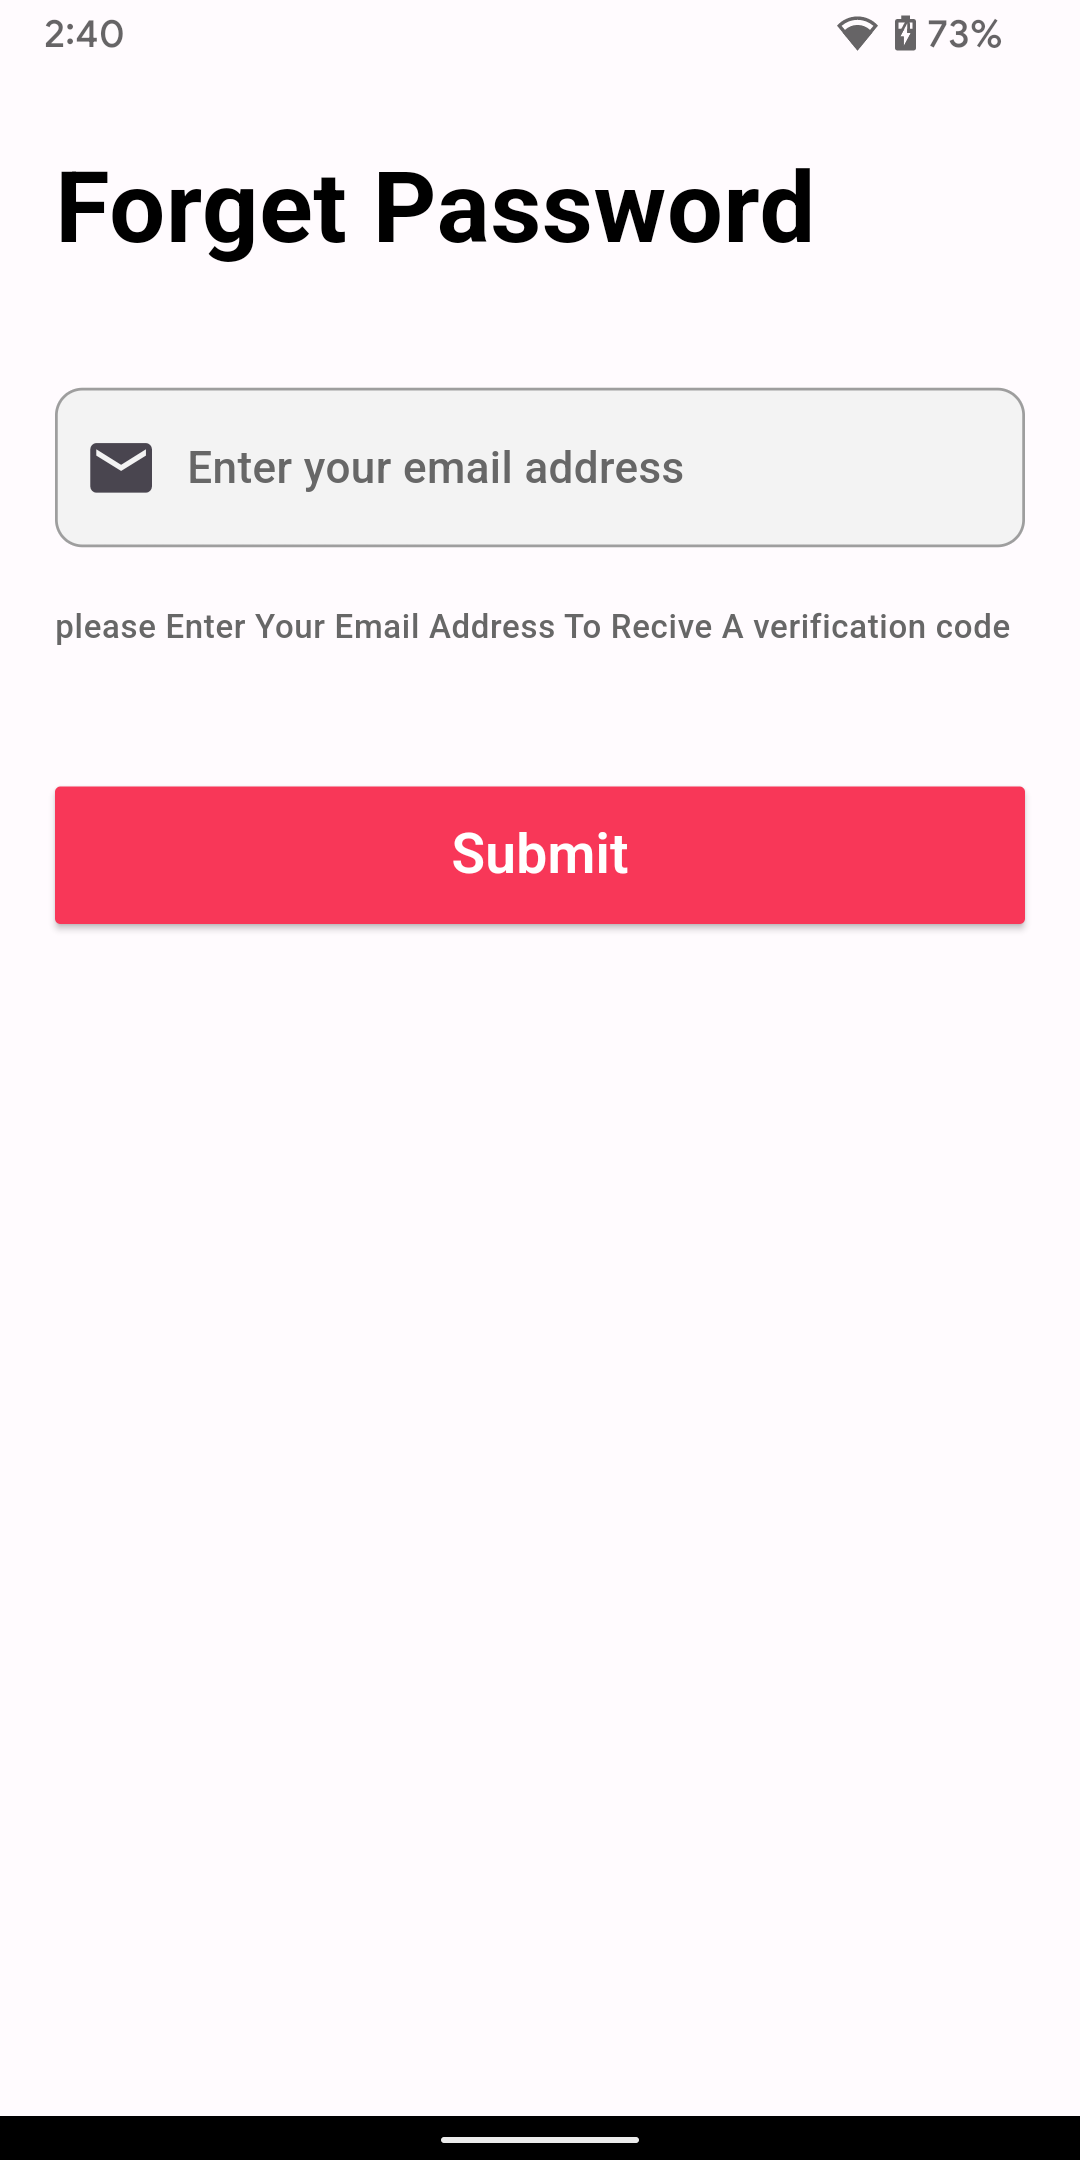 2:40 73%
Forget Password
Enter your email address
please Enter Your Email Address To Recive A verification code
Submit